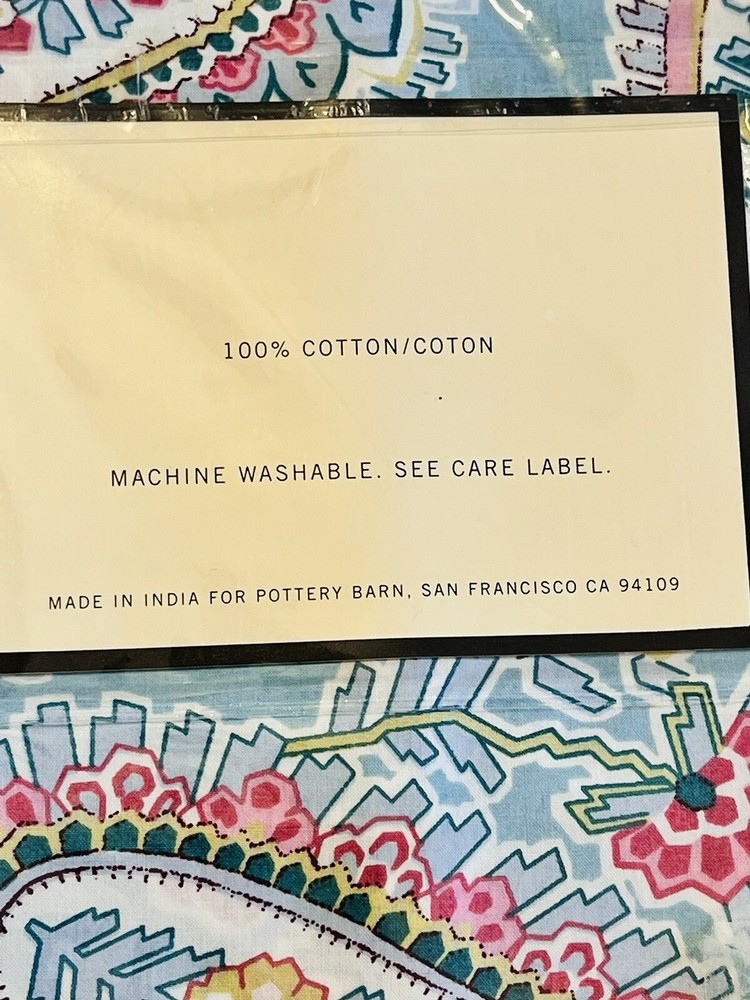 100% COTTON/COTON
MACHINE WASHABLE. SEE CARE LABEL.
MADE IN INDIA FOR POTTERY BARN, SAN FRANCISCO CA 94109